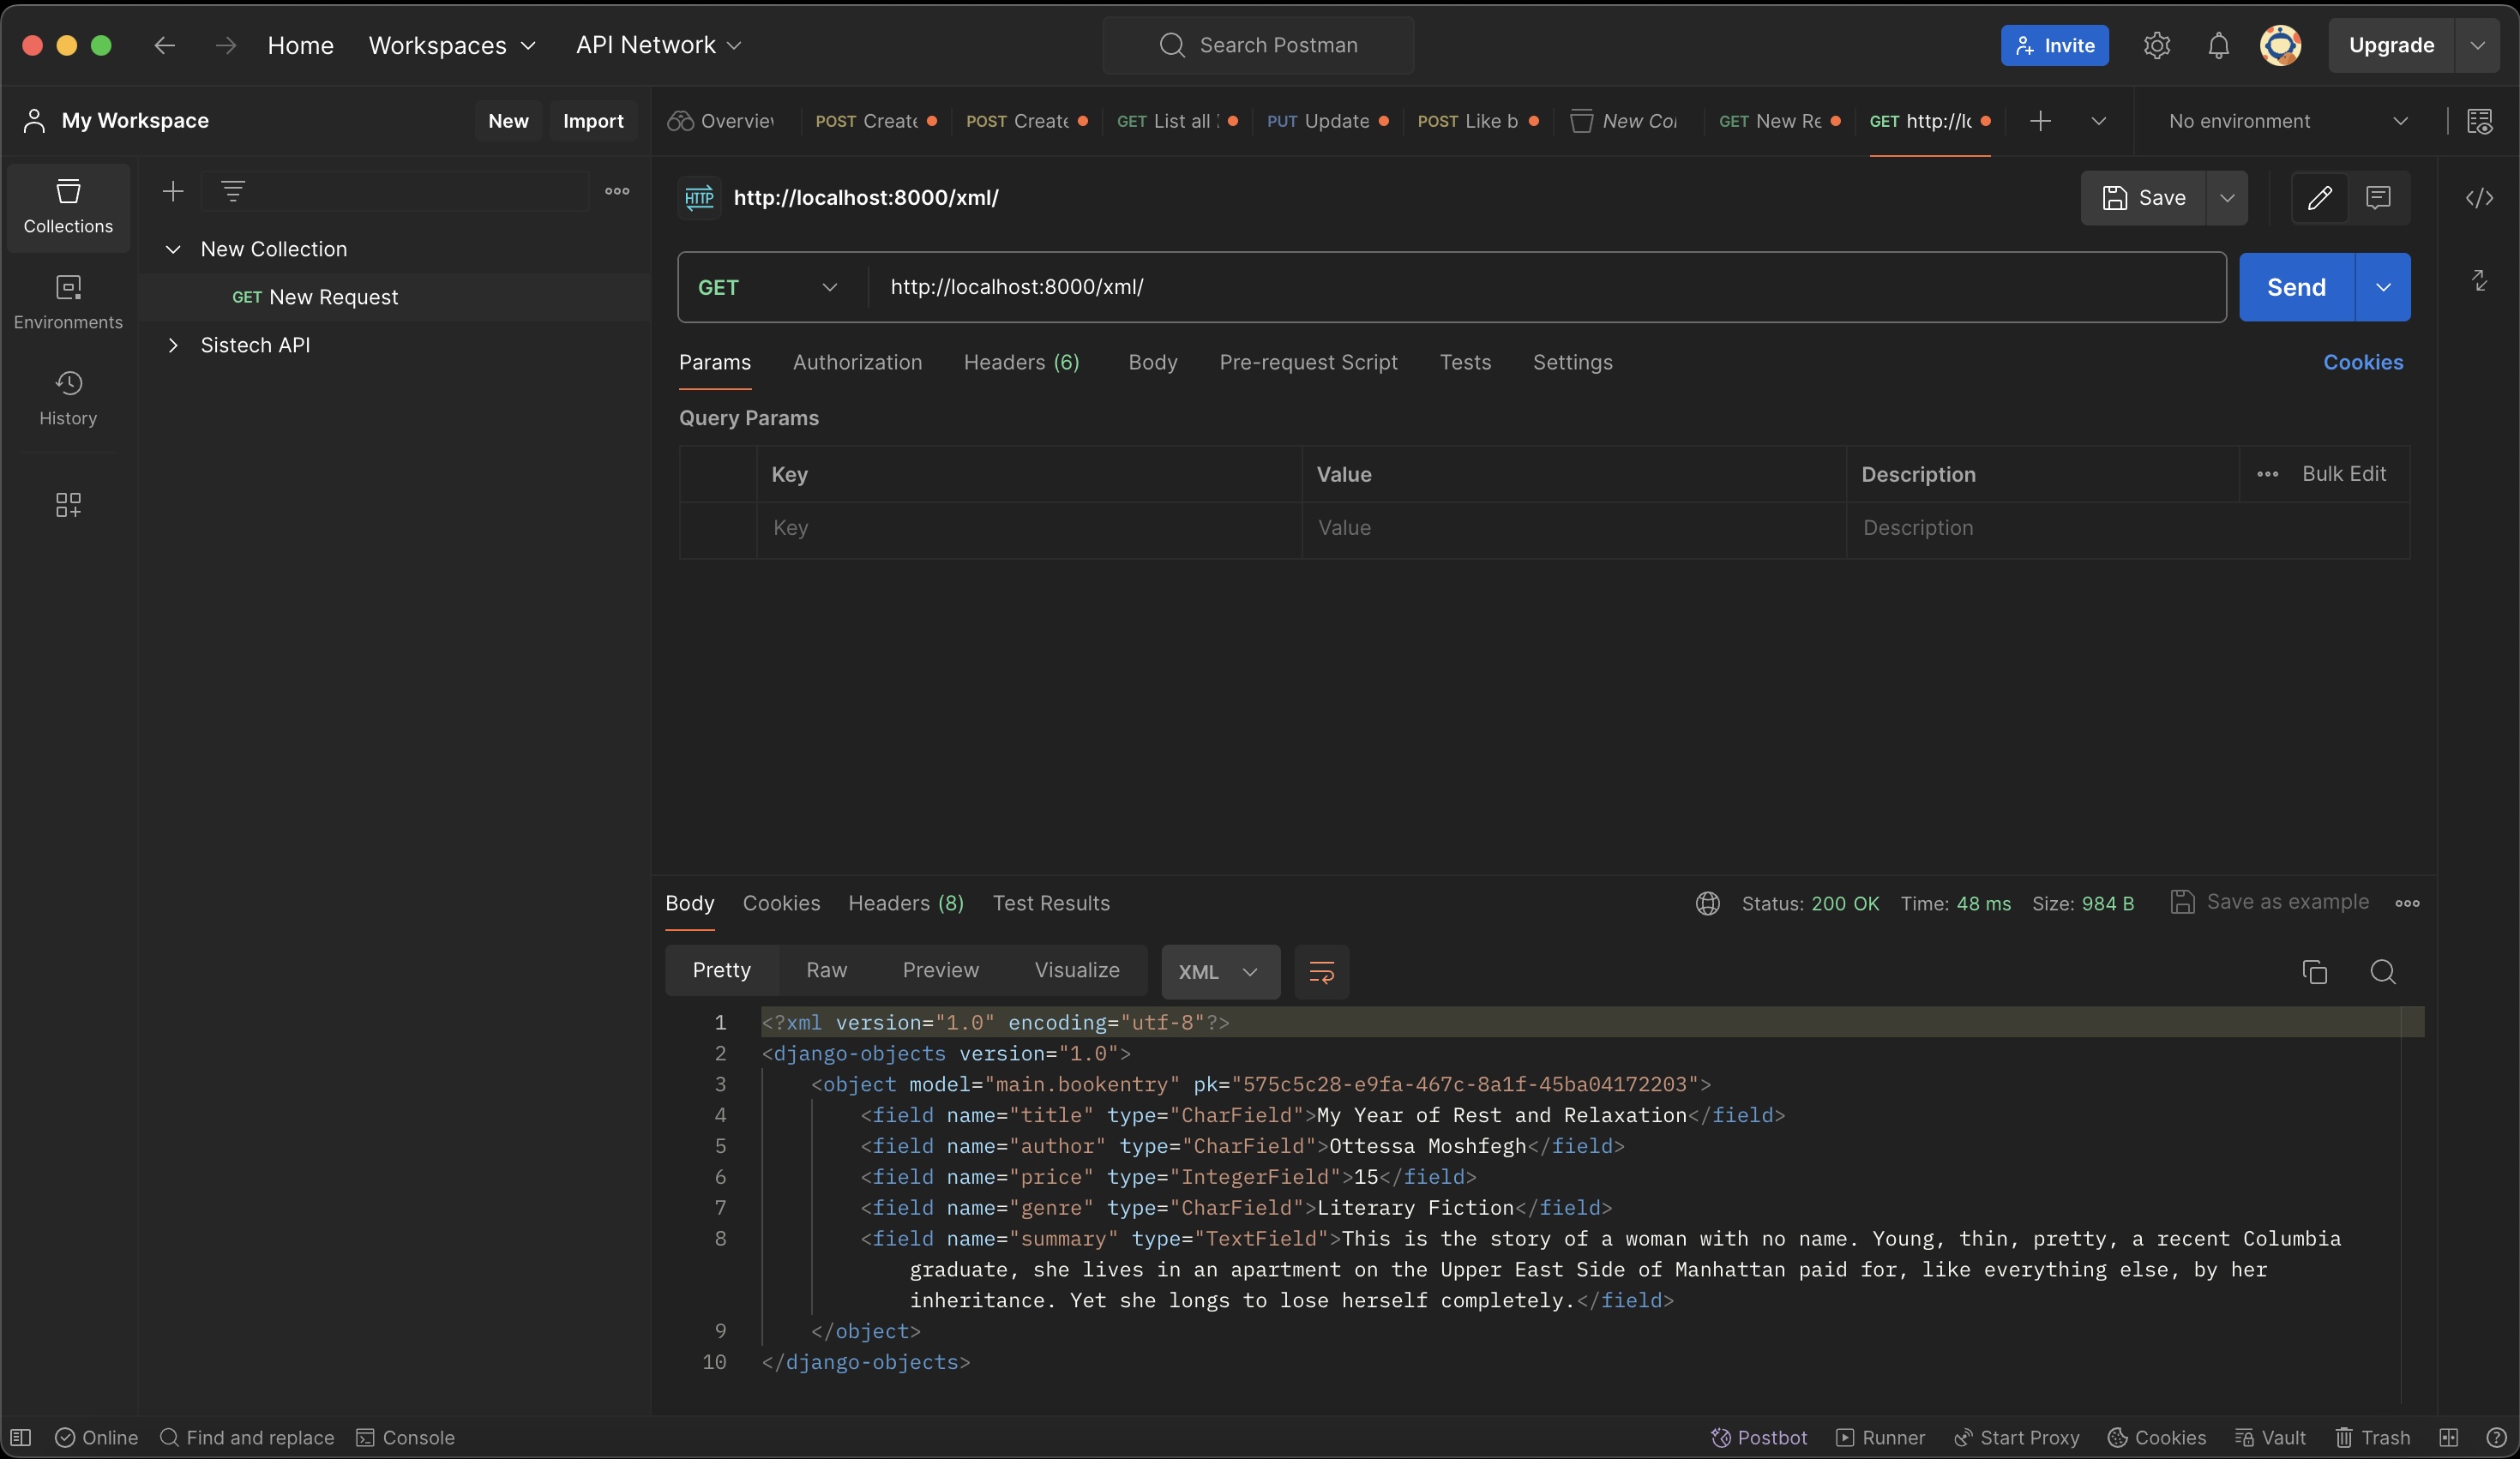 Home Workspaces API Network Search Postman Invite Upgrade
My Workspace New Import Overview POST Create POST Create GET List all PUT Update POST Like b New Col GET New Re GET http://lo No environment
Collections
Environments
History
New Collection
GET New Request
Sistech API
HTTP http://localhost:8000/xml/ Save
GET http://localhost:8000/xml/ Send
Params Authorization Headers (6) Body Pre-request Script Tests Settings Cookies
Query Params
Key Value Description Bulk Edit
Key Value Description
Body Cookies Headers (8) Test Results Status: 200 OK Time: 48 ms Size: 984 B Save as example
Pretty Raw Preview Visualize XML
1 <?xml version="1.0" encoding="utf-8"?>
2 <django-objects version="1.0">
3 <object model="main.bookentry" pk="575c5c28-e9fa-467c-8a1f-45ba04172203">
4 <field name="title" type="CharField">My Year of Rest and Relaxation</field>
5 <field name="author" type="CharField">Ottessa Moshfegh</field>
6 <field name="price" type="IntegerField">15</field>
7 <field name="genre" type="CharField">Literary Fiction</field>
8 <field name="summary" type="TextField">This is the story of a woman with no name. Young, thin, pretty, a recent Columbia
graduate, she lives in an apartment on the Upper East Side of Manhattan paid for, like everything else, by her
inheritance. Yet she longs to lose herself completely.</field>
9 </object>
10 </django-objects>
Online Find and replace Console Postbot Runner Start Proxy Cookies Vault Trash